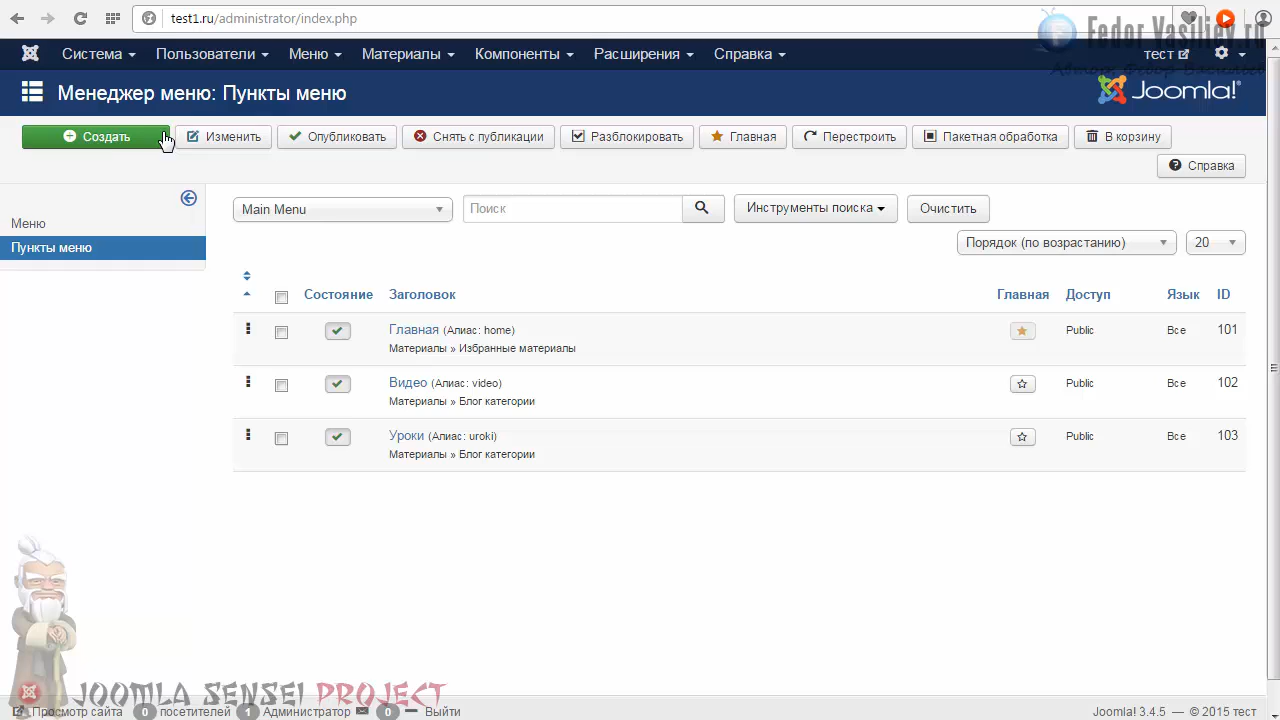 test1.ru/administrator/index.php
Fedor Vasiliev.ru
Автор: Федор Васильев
Система Пользователи Меню Материалы Компоненты Расширения Справка тест
Менеджер меню: Пункты меню
Joomla!®
Создать Изменить Опубликовать Снять с публикации Разблокировать Главная Перестроить Пакетная обработка В корзину
Справка
Меню
Пункты меню
Main Menu Поиск Инструменты поиска Очистить
Порядок (по возрастанию) 20
Состояние Заголовок Главная Доступ Язык ID
Главная (Алиас: home) Public Все 101
Материалы » Избранные материалы
Видео (Алиас: video) Public Все 102
Материалы » Блог категории
Уроки (Алиас: uroki) Public Все 103
Материалы » Блог категории
JOOMLA SENSEI PROJECT
Просмотр сайта 0 посетителей 1 Администратор 0 Выйти
Joomla! 3.4.5 — © 2015 тест